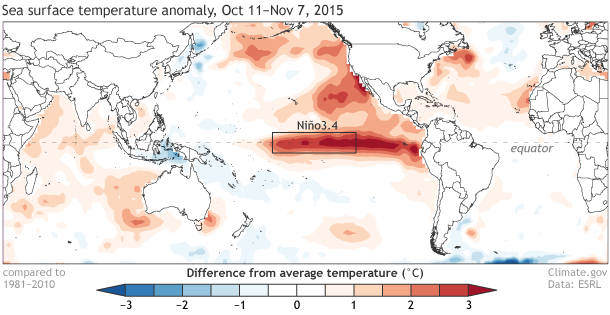 Sea surface temperature anomaly, Oct 11–Nov 7, 2015
Niño3.4
equator
compared to
1981–2010
Difference from average temperature (°C)
Climate.gov
Data: ESRL
−3 −2 −1 0 1 2 3